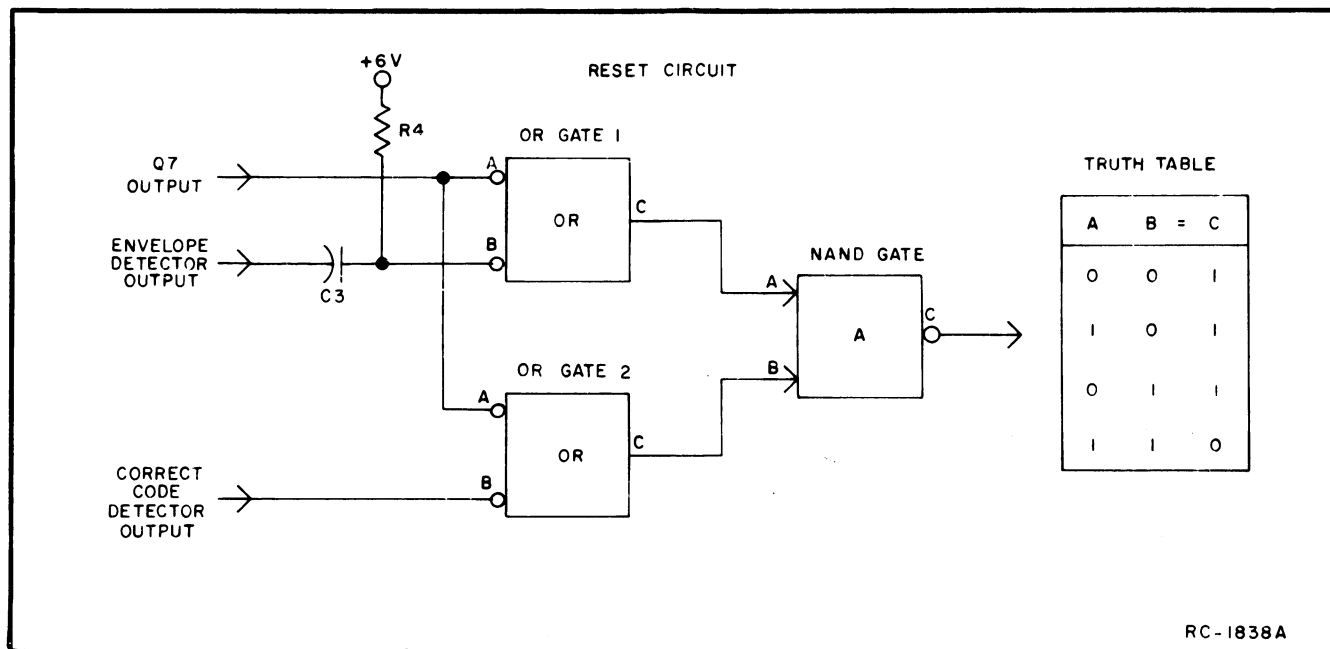 RESET CIRCUIT
+6V
R4
OR GATE 1
Q7
OUTPUT
A
OR
C
B
ENVELOPE
DETECTOR
OUTPUT
C3
NAND GATE
A
A
C
B
OR GATE 2
A
OR
C
B
CORRECT
CODE
DETECTOR
OUTPUT
TRUTH TABLE
A B = C
0 0 1
1 0 1
0 1 1
1 1 0
RC-1838A